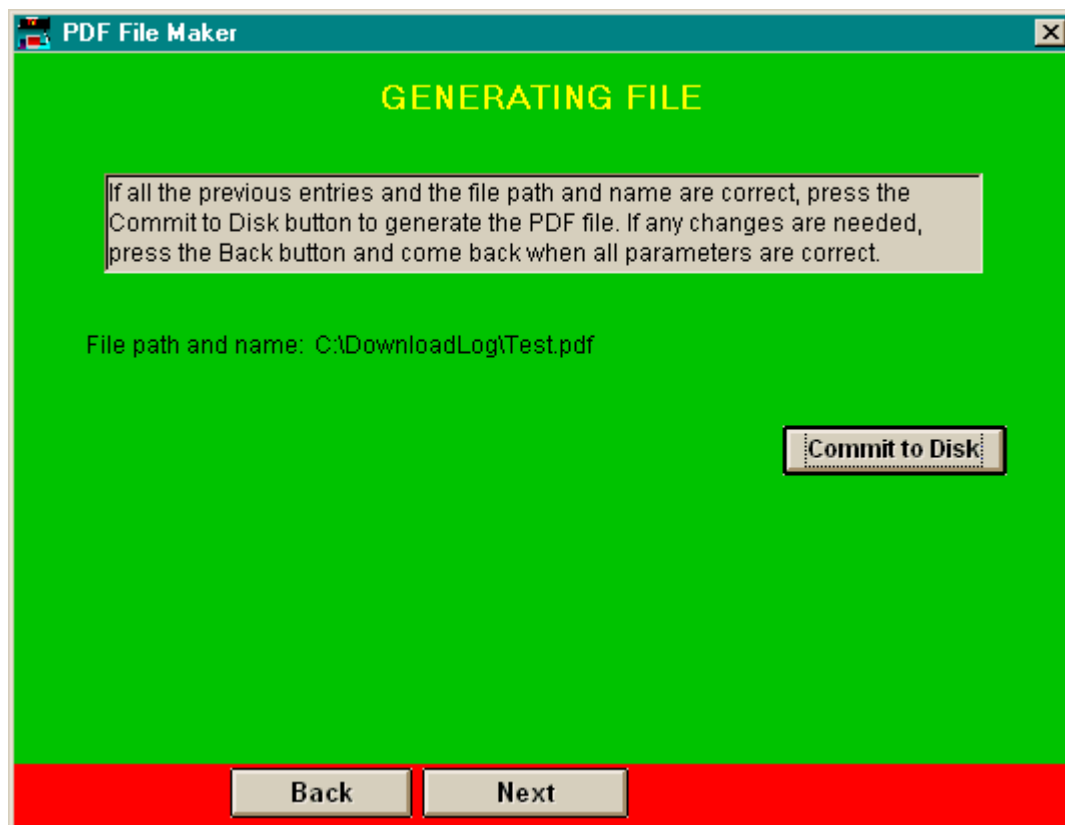 PDF File Maker
GENERATING FILE
If all the previous entries and the file path and name are correct, press the
Commit to Disk button to generate the PDF file. If any changes are needed,
press the Back button and come back when all parameters are correct.
File path and name: C:\DownloadLog\Test.pdf
Commit to Disk
Back Next